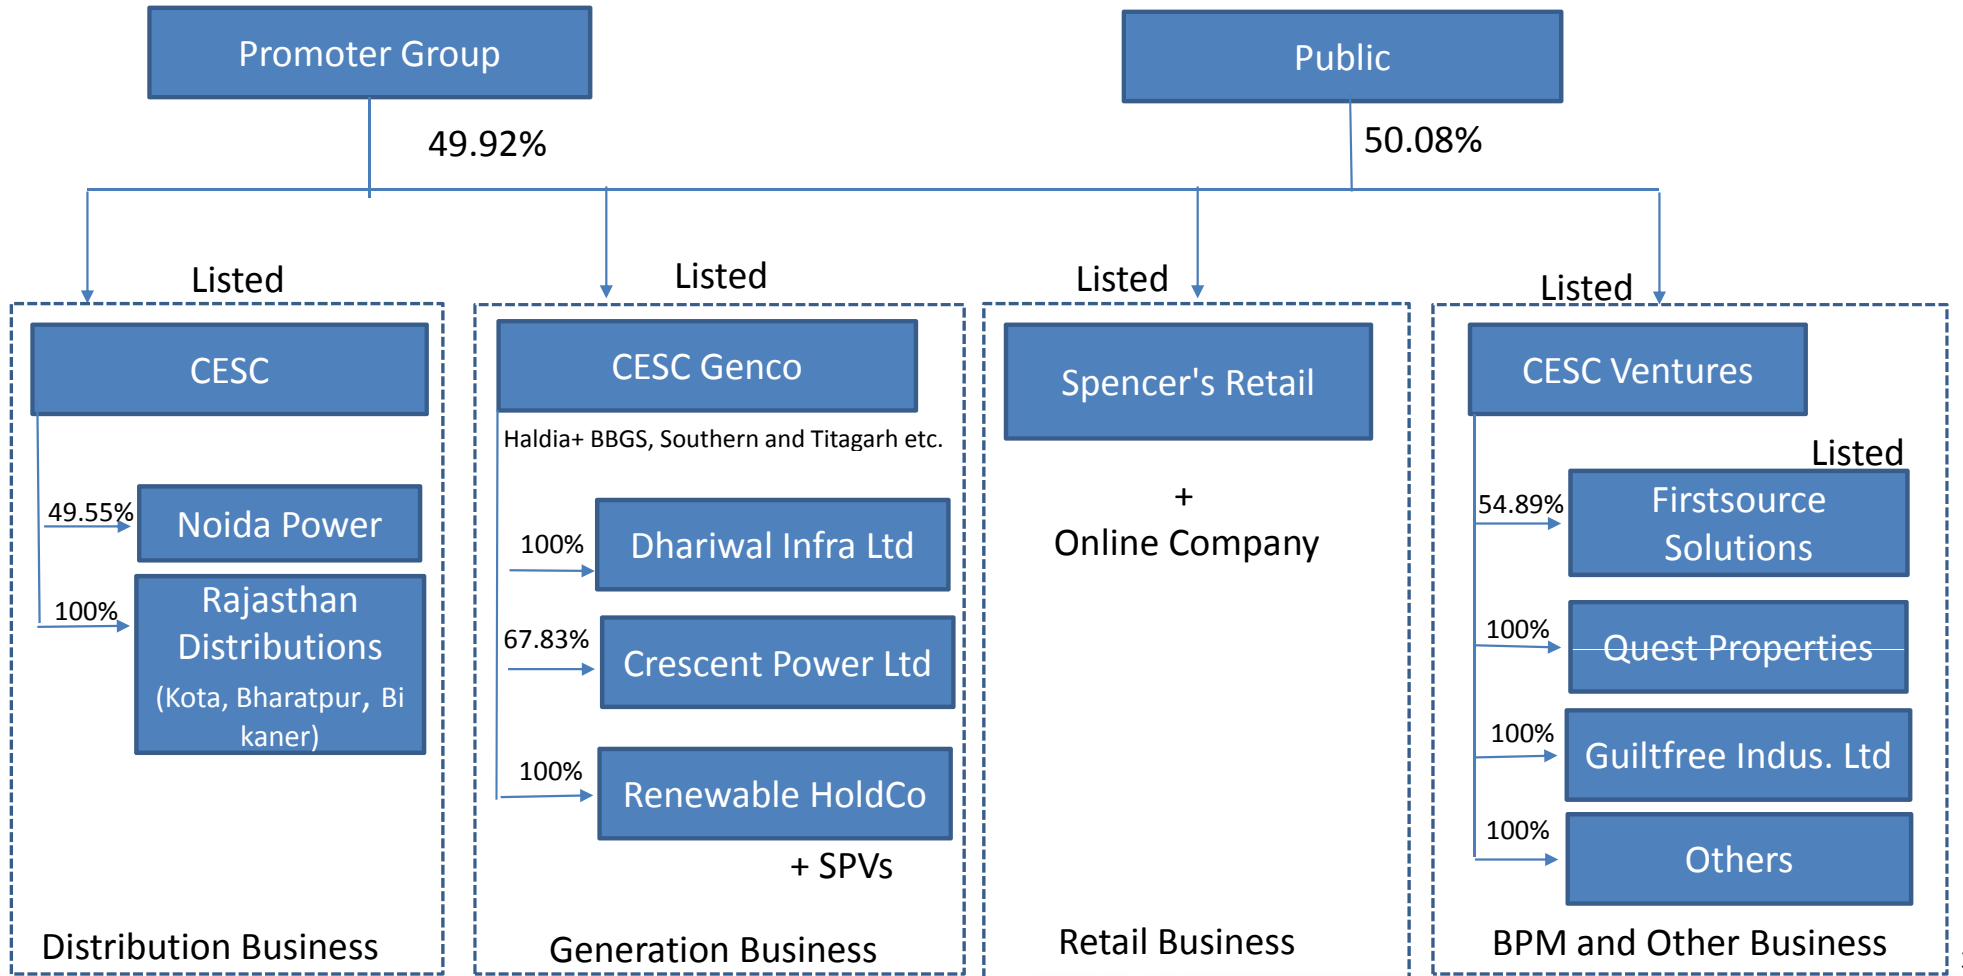 Promoter Group
Public
49.92%
50.08%
Listed
Listed
Listed
Listed
CESC
49.55%
Noida Power
100%
Rajasthan
Distributions
(Kota, Bharatpur, Bi
kaner)
Distribution Business
CESC Genco
Haldia+ BBGS, Southern and Titagarh etc.
100%
Dhariwal Infra Ltd
67.83%
Crescent Power Ltd
100%
Renewable HoldCo
+ SPVs
Generation Business
Spencer's Retail
+
Online Company
Retail Business
CESC Ventures
Listed
54.89%
Firstsource
Solutions
100%
Quest Properties
100%
Guiltfree Indus. Ltd
100%
Others
BPM and Other Business